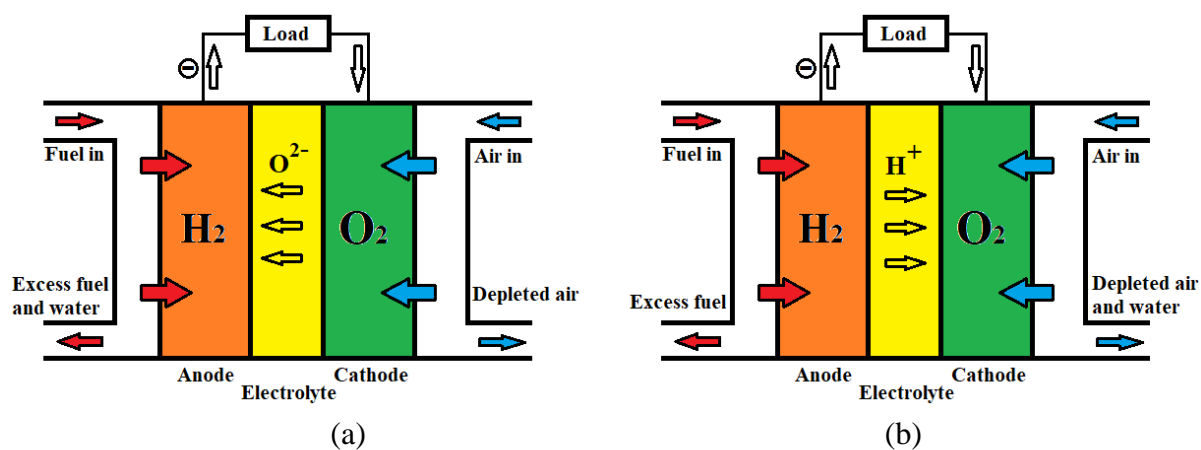 Load
⊖
Fuel in
Air in
O²⁻
H₂
O₂
Excess fuel
and water
Depleted air
Anode
Cathode
Electrolyte
(a)
Load
⊖
Fuel in
Air in
H⁺
H₂
O₂
Excess fuel
Depleted air
and water
Anode
Cathode
Electrolyte
(b)